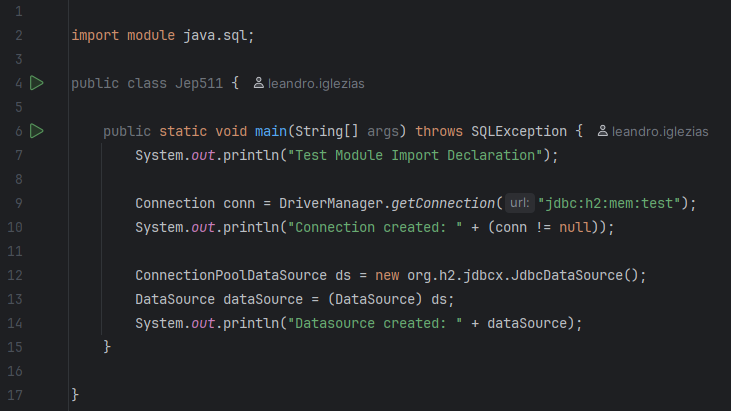 1
2 import module java.sql;
3
4 public class Jep511 { leandro.iglezias
5
6 public static void main(String[] args) throws SQLException { leandro.iglezias
7 System.out.println("Test Module Import Declaration");
8
9 Connection conn = DriverManager.getConnection( url: "jdbc:h2:mem:test");
10 System.out.println("Connection created: " + (conn != null));
11
12 ConnectionPoolDataSource ds = new org.h2.jdbcx.JdbcDataSource();
13 DataSource dataSource = (DataSource) ds;
14 System.out.println("Datasource created: " + dataSource);
15 }
16
17 }